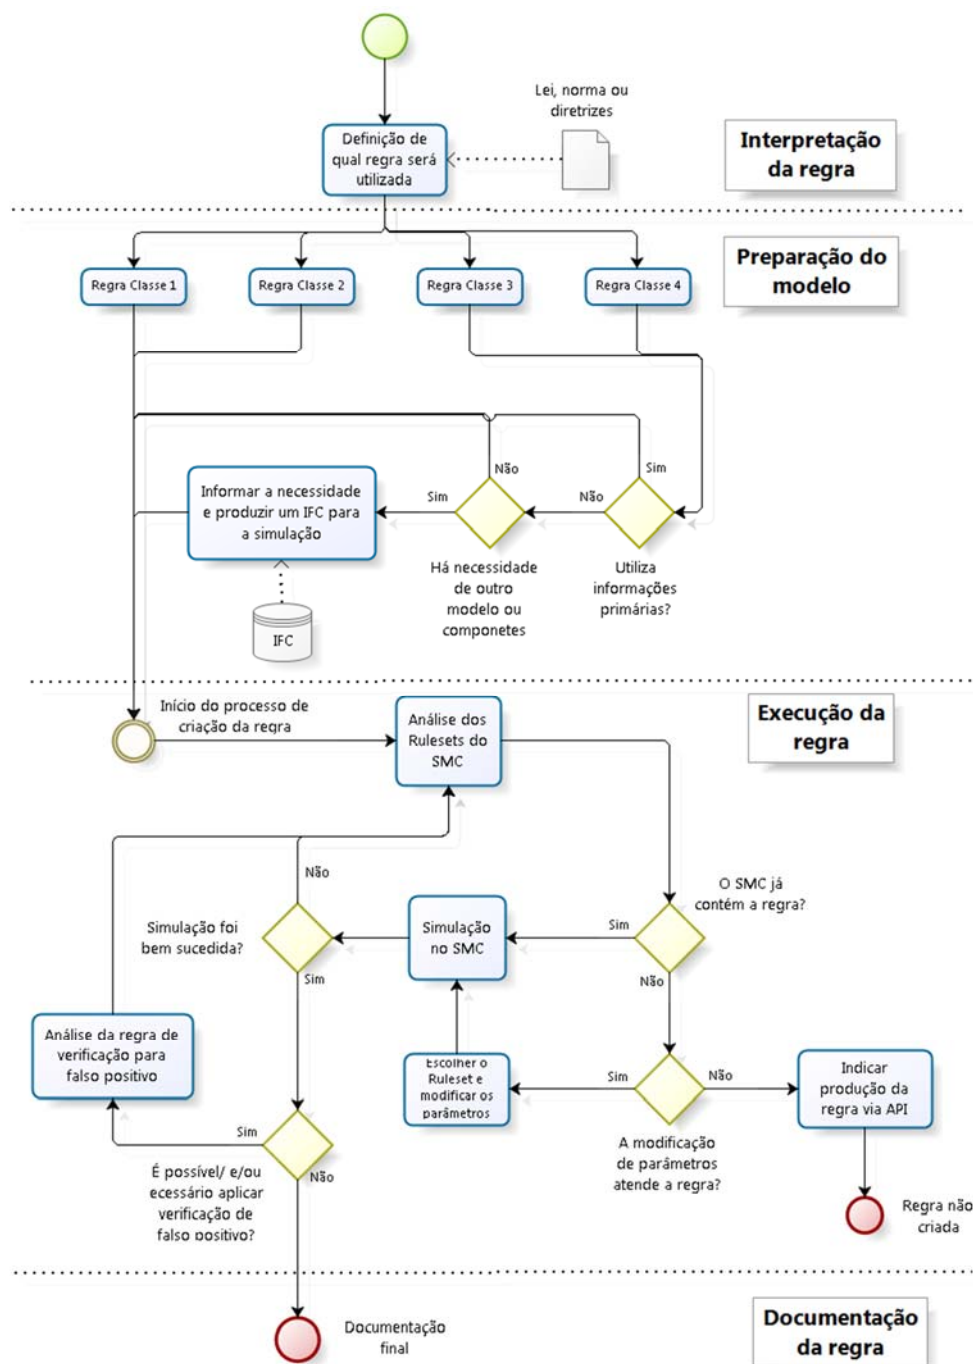 Lei, norma ou
diretrizes
Definição de
qual regra será
utilizada
Interpretação
da regra
Preparação do
modelo
Regra Classe 1
Regra Classe 2
Regra Classe 3
Regra Classe 4
Não
Sim
Informar a necessidade
e produzir um IFC para
a simulação
Sim
Não
Há necessidade
de outro
modelo ou
componetes
Utiliza
informações
primárias?
IFC
Início do processo de
criação da regra
Análise dos
Rulesets do
SMC
Execução da
regra
Não
O SMC já
contém a regra?
Simulação foi
bem sucedida?
Simulação
no SMC
Sim
Sim
Não
Análise da regra de
verificação para
falso positivo
Escolher o
Ruleset e
modificar os
parâmetros
Sim
Não
Indicar
produção da
regra via API
Sim
Não
É possível/ e/ou
ecessário aplicar
verificação de
falso positivo?
A modificação
de parâmetros
atende a regra?
Regra não
criada
Documentação
final
Documentação
da regra